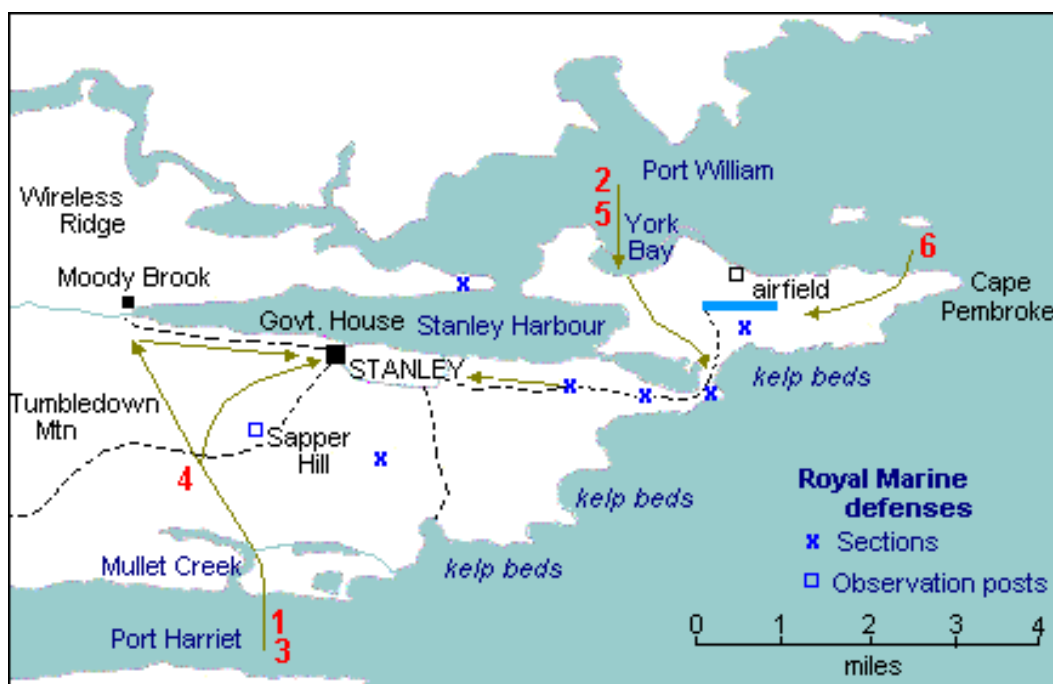 Port William
2
5
York
Bay
6
Wireless
Ridge
Moody Brook
airfield
Cape
Pembroke
Govt. House
Stanley Harbour
STANLEY
kelp beds
Tumbledown
Mtn
Sapper
Hill
4
Royal Marine
defenses
x Sections
Observation posts
kelp beds
Mullet Creek
kelp beds
1
3
Port Harriet
0 1 2 3 4
miles